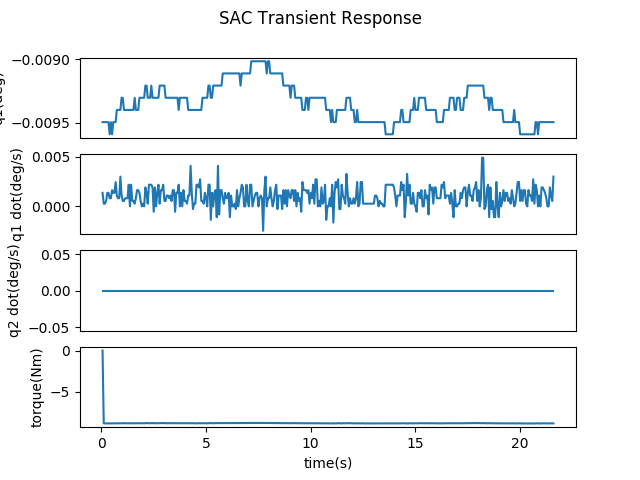 SAC Transient Response
−0.0090
−0.0095
0.005
0.000
q1 dot(deg/s)
0.05
0.00
−0.05
q2 dot(deg/s)
0
−5
torque(Nm)
0 5 10 15 20
time(s)